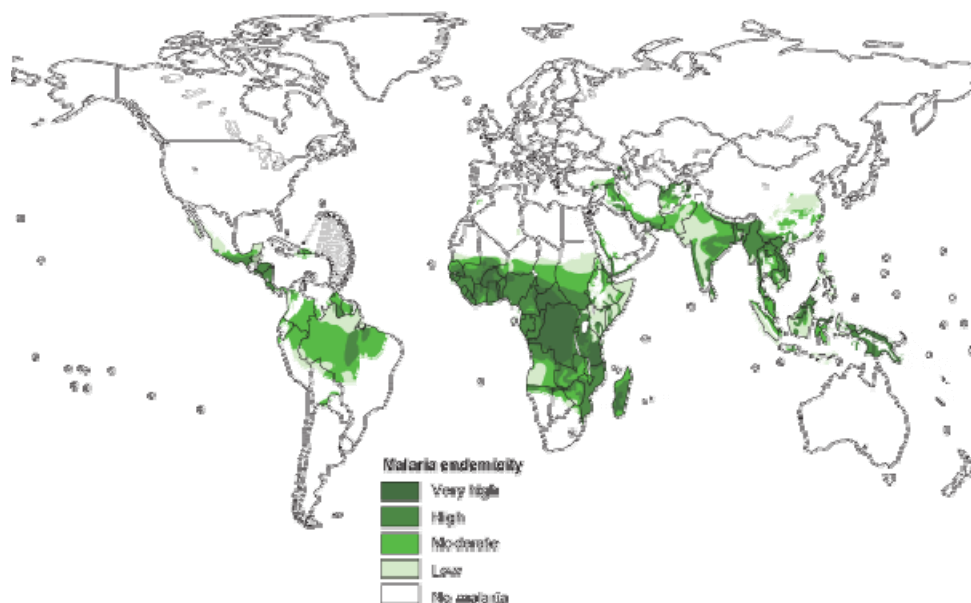 Malaria endemicity
Very high
High
Moderate
Low
No malaria